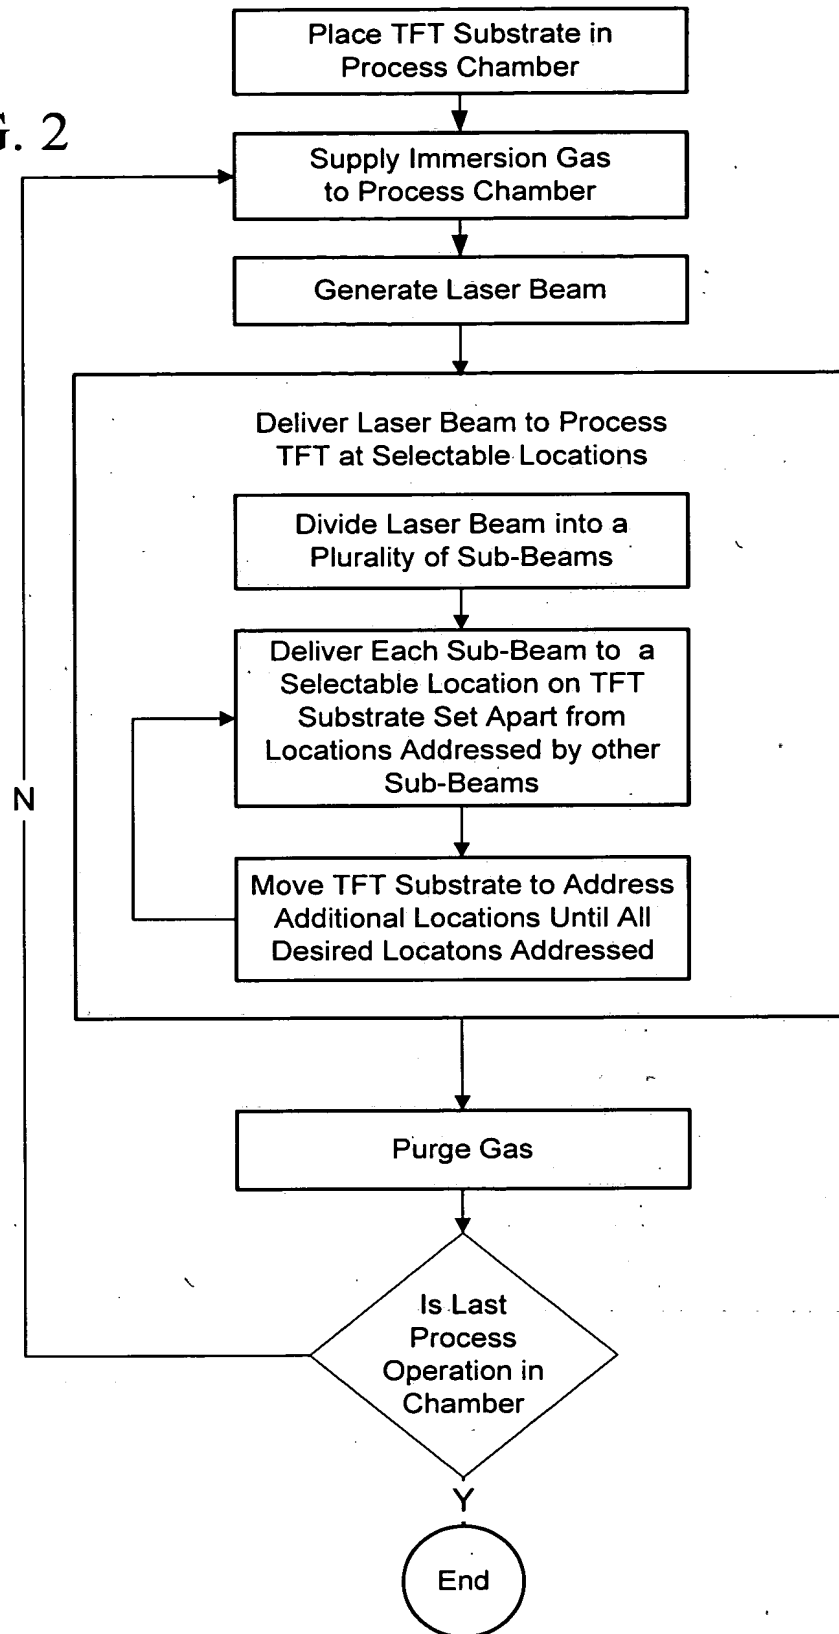 . 2
Place TFT Substrate in
Process Chamber
Supply Immersion Gas
to Process Chamber
Generate Laser Beam
Deliver Laser Beam to Process
TFT at Selectable Locations
Divide Laser Beam into a
Plurality of Sub-Beams
Deliver Each Sub-Beam to a
Selectable Location on TFT
Substrate Set Apart from
Locations Addressed by other
Sub-Beams
N
Move TFT Substrate to Address
Additional Locations Until All
Desired Locatons Addressed
Purge Gas
Is Last
Process
Operation in
Chamber
Y
End